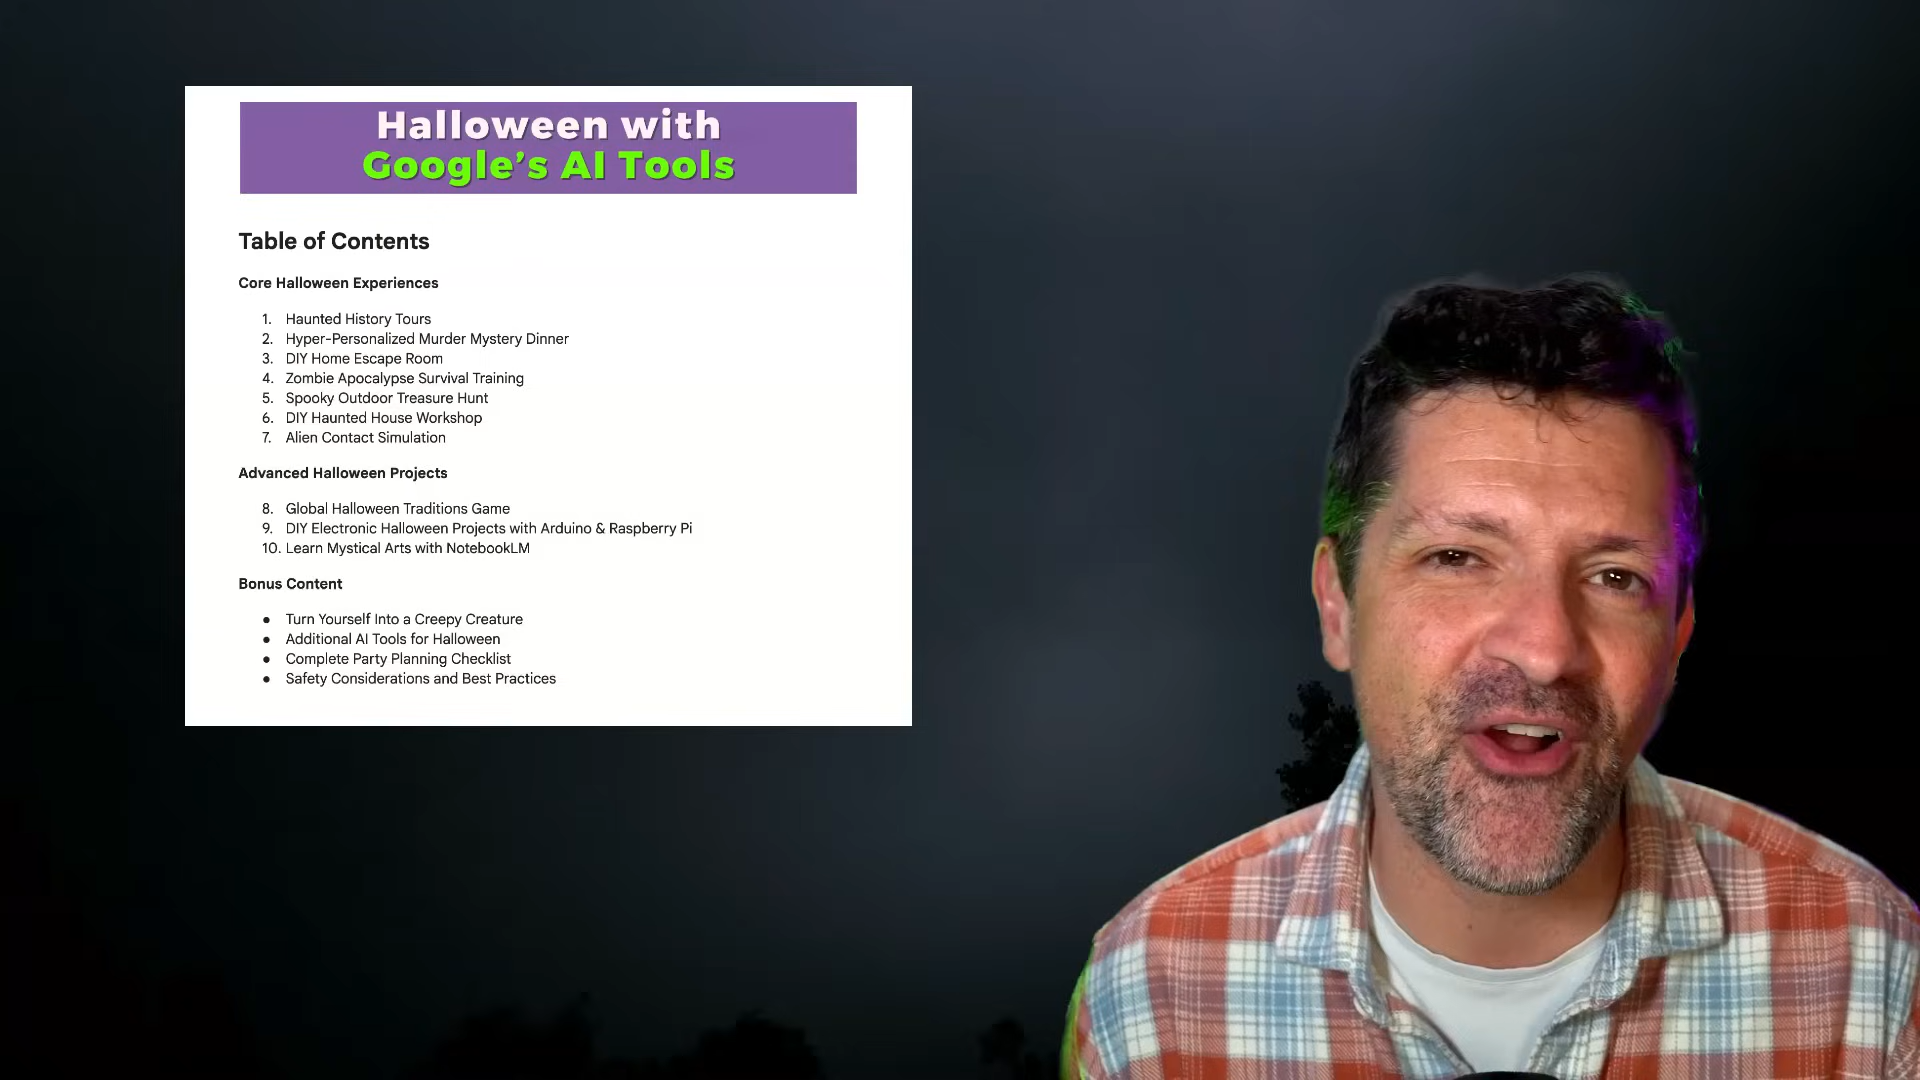 Halloween with
Google's AI Tools
Table of Contents
Core Halloween Experiences
1. Haunted History Tours
2. Hyper-Personalized Murder Mystery Dinner
3. DIY Home Escape Room
4. Zombie Apocalypse Survival Training
5. Spooky Outdoor Treasure Hunt
6. DIY Haunted House Workshop
7. Alien Contact Simulation
Advanced Halloween Projects
8. Global Halloween Traditions Game
9. DIY Electronic Halloween Projects with Arduino & Raspberry Pi
10. Learn Mystical Arts with NotebookLM
Bonus Content
● Turn Yourself Into a Creepy Creature
● Additional AI Tools for Halloween
● Complete Party Planning Checklist
● Safety Considerations and Best Practices